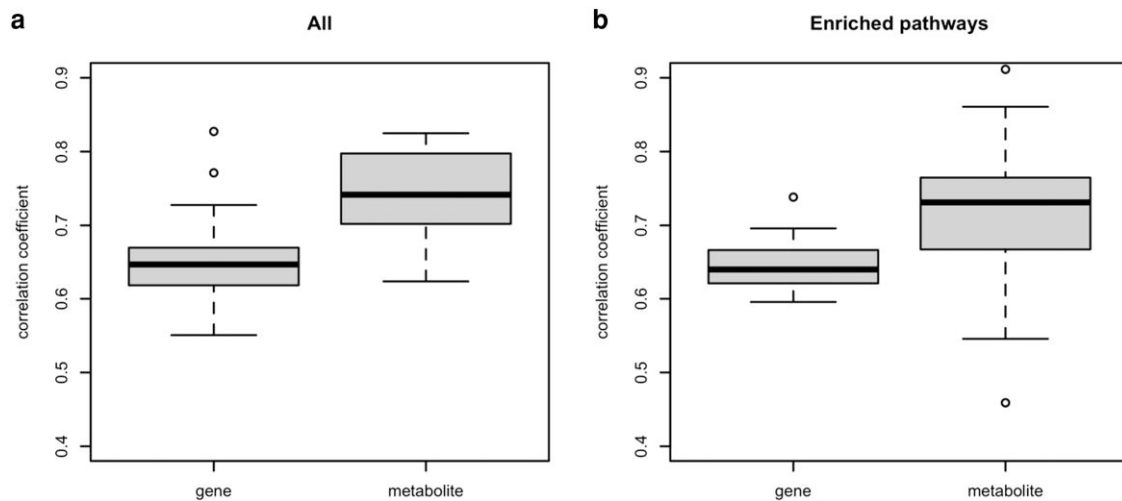 a
All
correlation coefficient
0.9
0.8
0.7
0.6
0.5
0.4
gene
metabolite
b
Enriched pathways
correlation coefficient
0.9
0.8
0.7
0.6
0.5
0.4
gene
metabolite